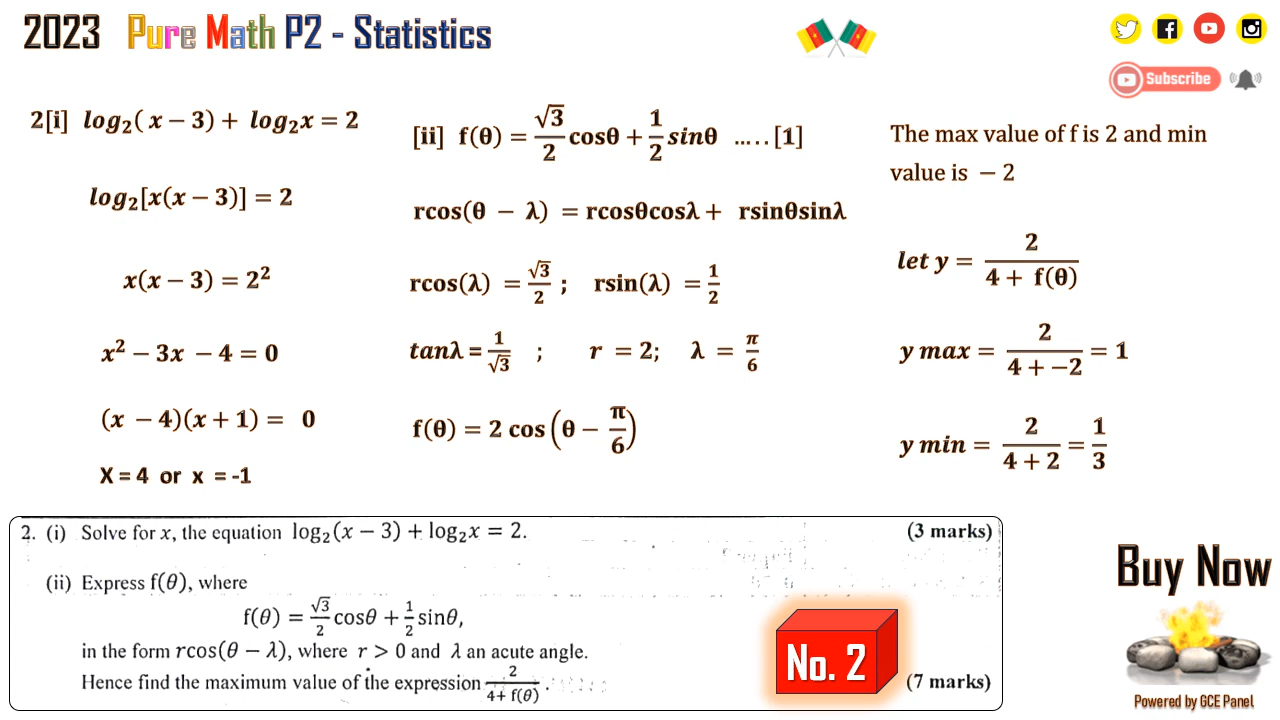 2023 Pure Math P2 - Statistics
Subscribe
2[i] log₂(x − 3) + log₂x = 2
log₂[x(x − 3)] = 2
x(x − 3) = 2²
x² − 3x − 4 = 0
(x − 4)(x + 1) = 0
X = 4 or x = -1
[ii] f(θ) = √3/2 cosθ + 1/2 sinθ ..... [1]
rcos(θ − λ) = rcosθcosλ + rsinθsinλ
rcos(λ) = √3/2 ; rsin(λ) = 1/2
tanλ = 1/√3 ; r = 2; λ = π/6
f(θ) = 2 cos(θ − π/6)
The max value of f is 2 and min
value is − 2
let y = 2/(4 + f(θ))
y max = 2/(4 + −2) = 1
y min = 2/(4 + 2) = 1/3
2. (i) Solve for x, the equation log₂(x − 3) + log₂x = 2. (3 marks)
(ii) Express f(θ), where
f(θ) = √3/2 cosθ + 1/2 sinθ,
in the form rcos(θ − λ), where r > 0 and λ an acute angle.
Hence find the maximum value of the expression 2/(4+ f(θ)). (7 marks)
No. 2
Buy Now
Powered by GCE Panel